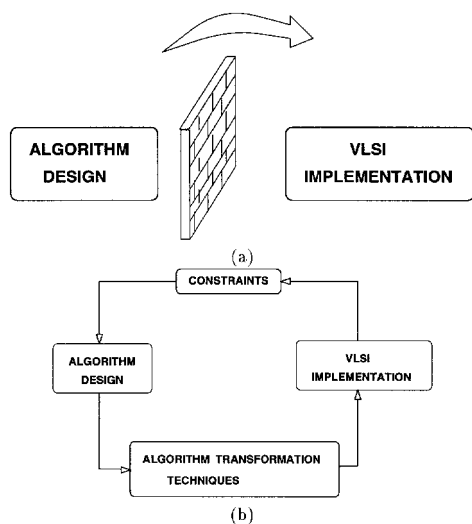 ALGORITHM
DESIGN
VLSI
IMPLEMENTATION
(a)
CONSTRAINTS
ALGORITHM
DESIGN
VLSI
IMPLEMENTATION
ALGORITHM TRANSFORMATION
TECHNIQUES
(b)